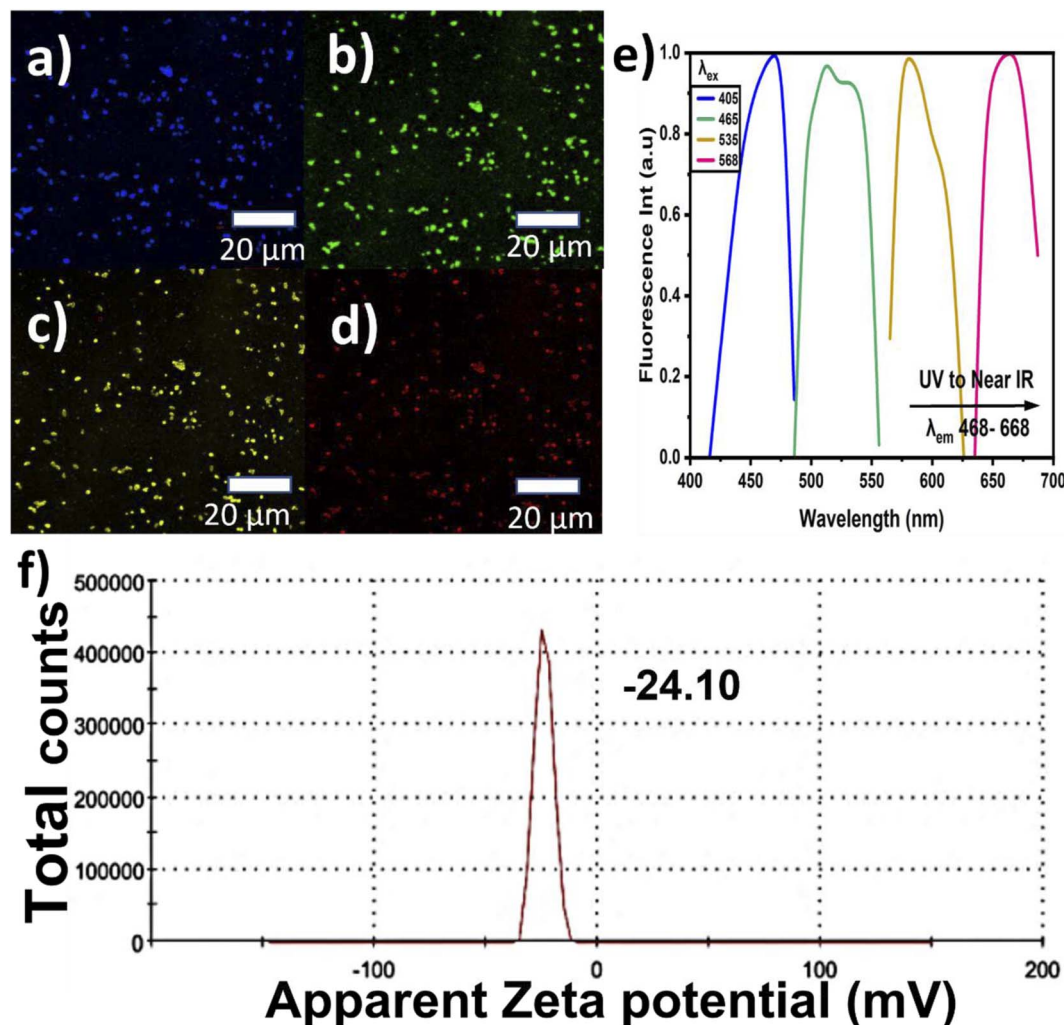 a)
20 µm
b)
20 µm
c)
20 µm
d)
20 µm
e)
Fluorescence Int (a.u)
1.0
0.8
0.6
0.4
0.2
0.0
λex
405
465
535
568
UV to Near IR
λem 468- 668
400 450 500 550 600 650 700
Wavelength (nm)
f)
Total counts
500000
400000
300000
200000
100000
0
-24.10
-100 0 100 200
Apparent Zeta potential (mV)